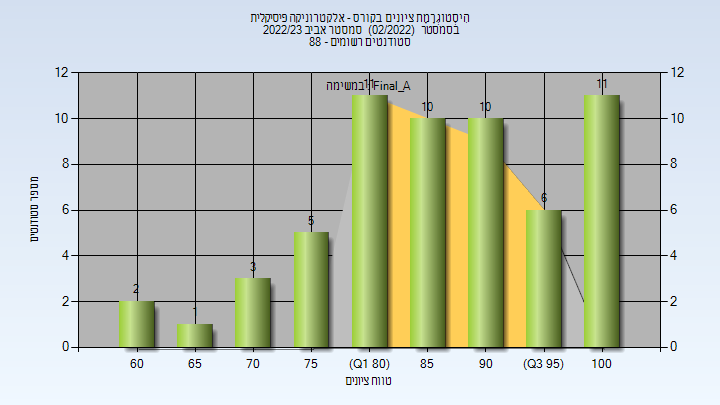 היסטוגרמת ציונים בקורס - אלקטרוניקה פיסיקלית
בסמסטר (02/2022) סמסטר אביב 2022/23
סטודנטים רשומים - 88
במשימה: Final_A
מספר סטודנטים
12 12
10 10
8 8
6 6
4 4
2 2
0 0
2 1 3 5 11 10 10 6 11
60 65 70 75 (Q1 80) 85 90 (Q3 95) 100
טווח ציונים